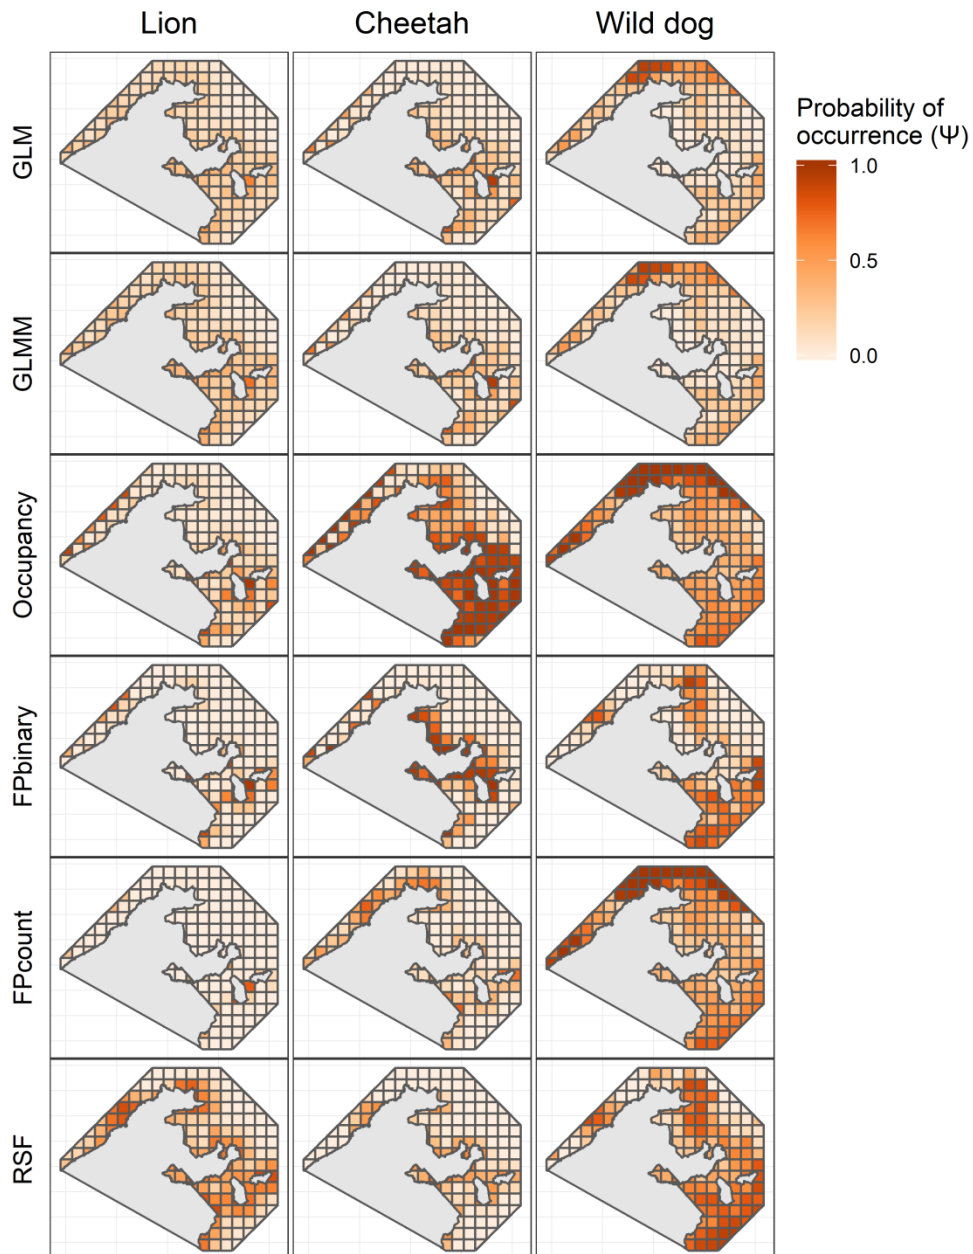 Lion Cheetah Wild dog
Probability of
occurrence (Ψ)
1.0
0.5
0.0
GLM
GLMM
Occupancy
FPbinary
FPcount
RSF